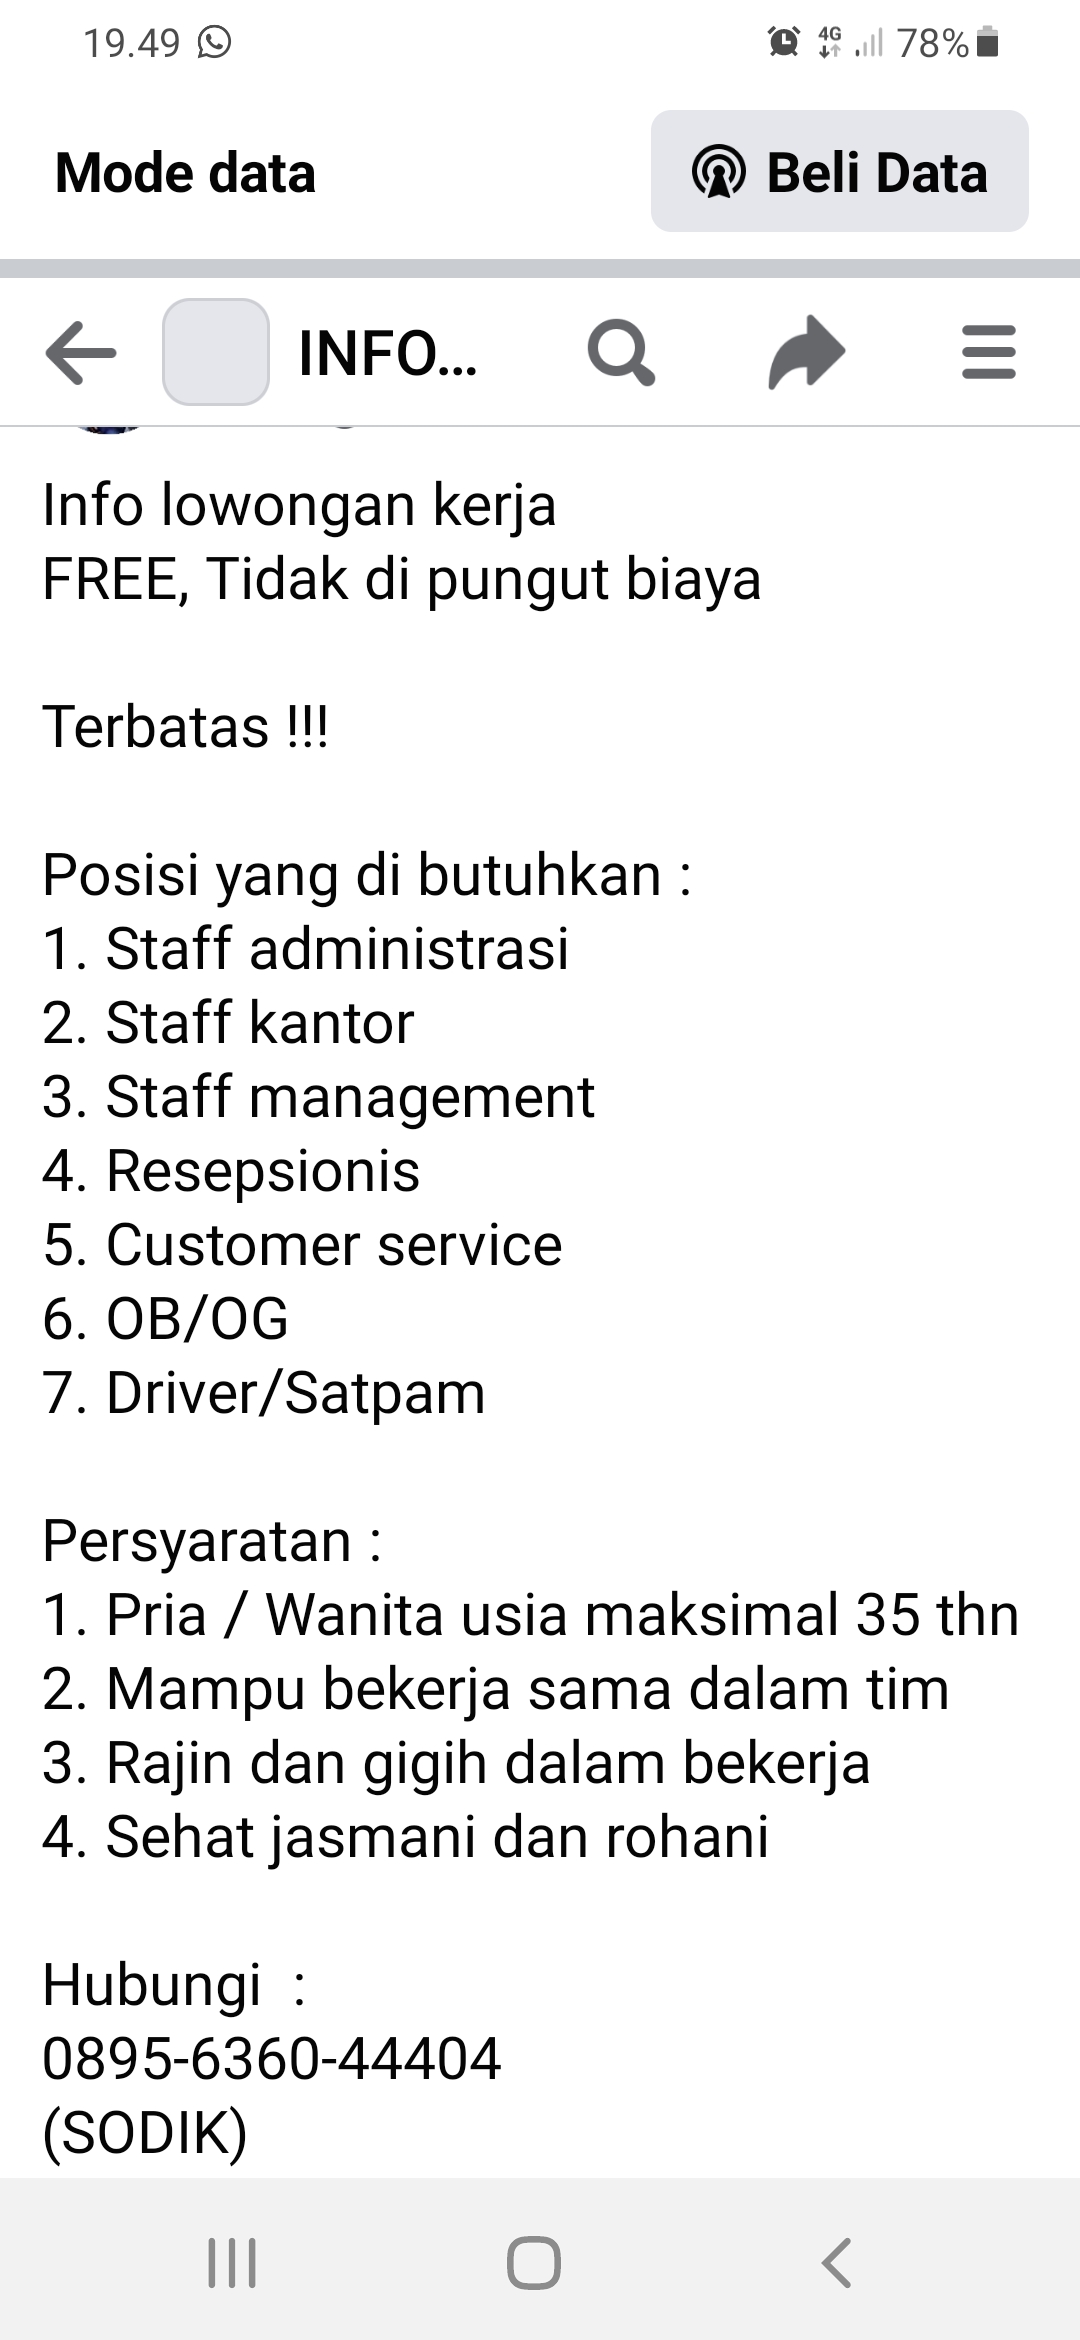 19.49
4G
78%
Mode data
Beli Data
INFO...
Info lowongan kerja
FREE, Tidak di pungut biaya
Terbatas !!!
Posisi yang di butuhkan :
1. Staff administrasi
2. Staff kantor
3. Staff management
4. Resepsionis
5. Customer service
6. OB/OG
7. Driver/Satpam
Persyaratan :
1. Pria / Wanita usia maksimal 35 thn
2. Mampu bekerja sama dalam tim
3. Rajin dan gigih dalam bekerja
4. Sehat jasmani dan rohani
Hubungi  :
0895-6360-44404
(SODIK)